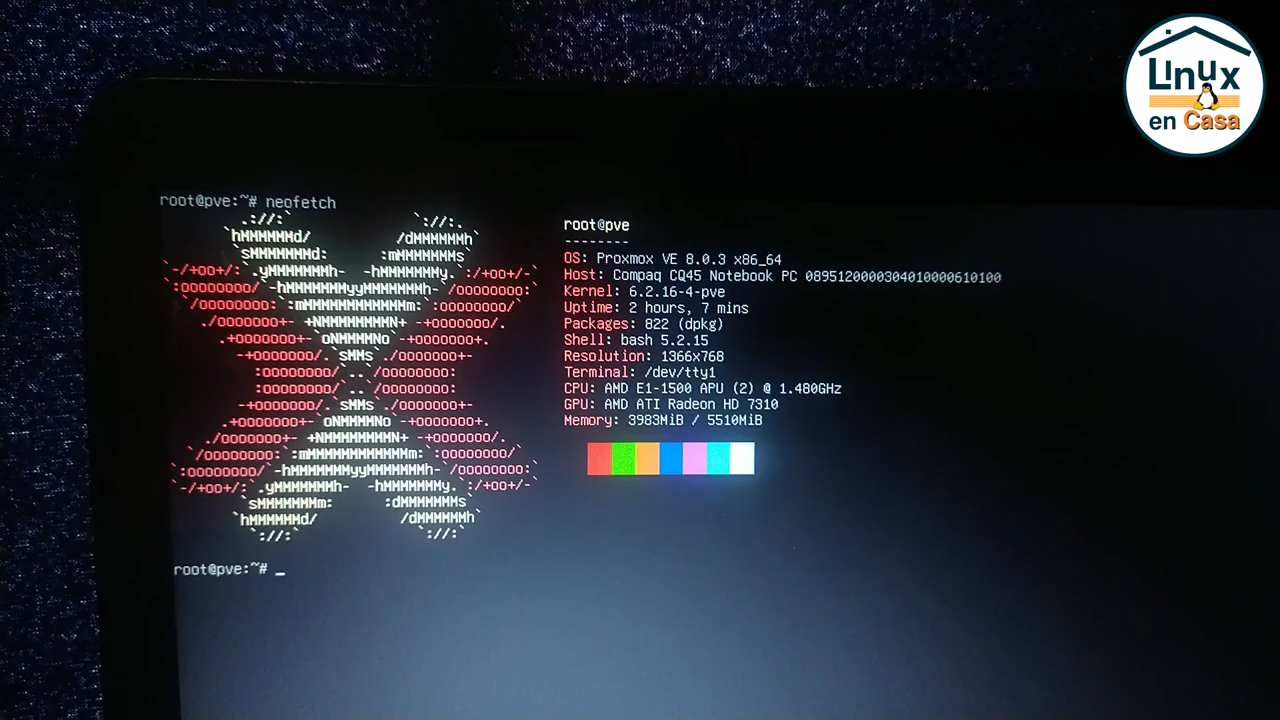 Linux
en Casa
root@pve:~# neofetch
root@pve
--------
OS: Proxmox VE 8.0.3 x86_64
Host: Compaq CQ45 Notebook PC 0895120000304010000610100
Kernel: 6.2.16-4-pve
Uptime: 2 hours, 7 mins
Packages: 822 (dpkg)
Shell: bash 5.2.15
Resolution: 1366x768
Terminal: /dev/tty1
CPU: AMD E1-1500 APU (2) @ 1.480GHz
GPU: AMD ATI Radeon HD 7310
Memory: 3983MiB / 5510MiB
root@pve:~# _